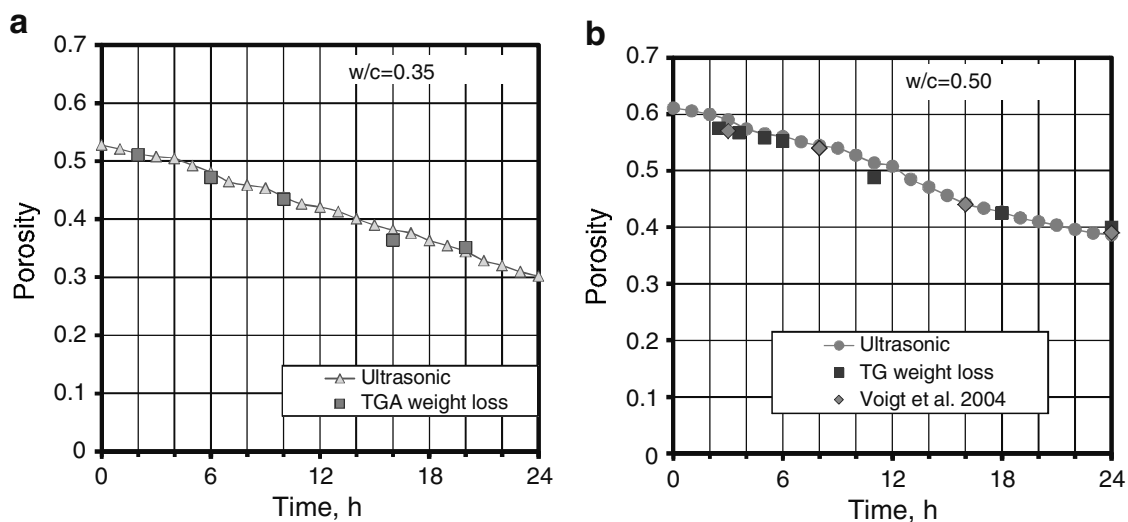 a
0.7
0.6
0.5
0.4
0.3
0.2
0.1
0
Porosity
w/c=0.35
Ultrasonic
TGA weight loss
0 6 12 18 24
Time, h
b
0.7
0.6
0.5
0.4
0.3
0.2
0.1
0
Porosity
w/c=0.50
Ultrasonic
TG weight loss
Voigt et al. 2004
0 6 12 18 24
Time, h